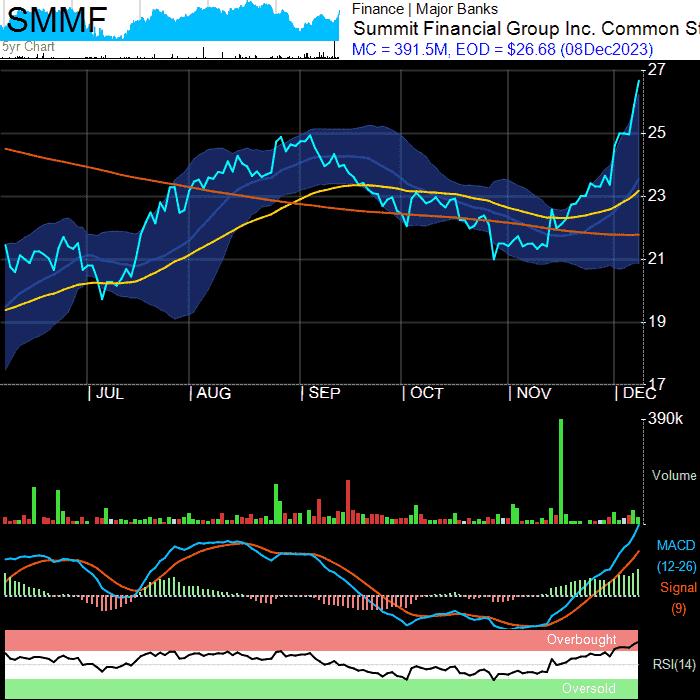 SMMF
5yr Chart
Finance | Major Banks
Summit Financial Group Inc. Common St
MC = 391.5M, EOD = $26.68 (08Dec2023)
27
25
23
21
19
17
JUL AUG SEP OCT NOV DEC
390k
Volume
MACD
(12-26)
Signal
(9)
Overbought
RSI(14)
Oversold